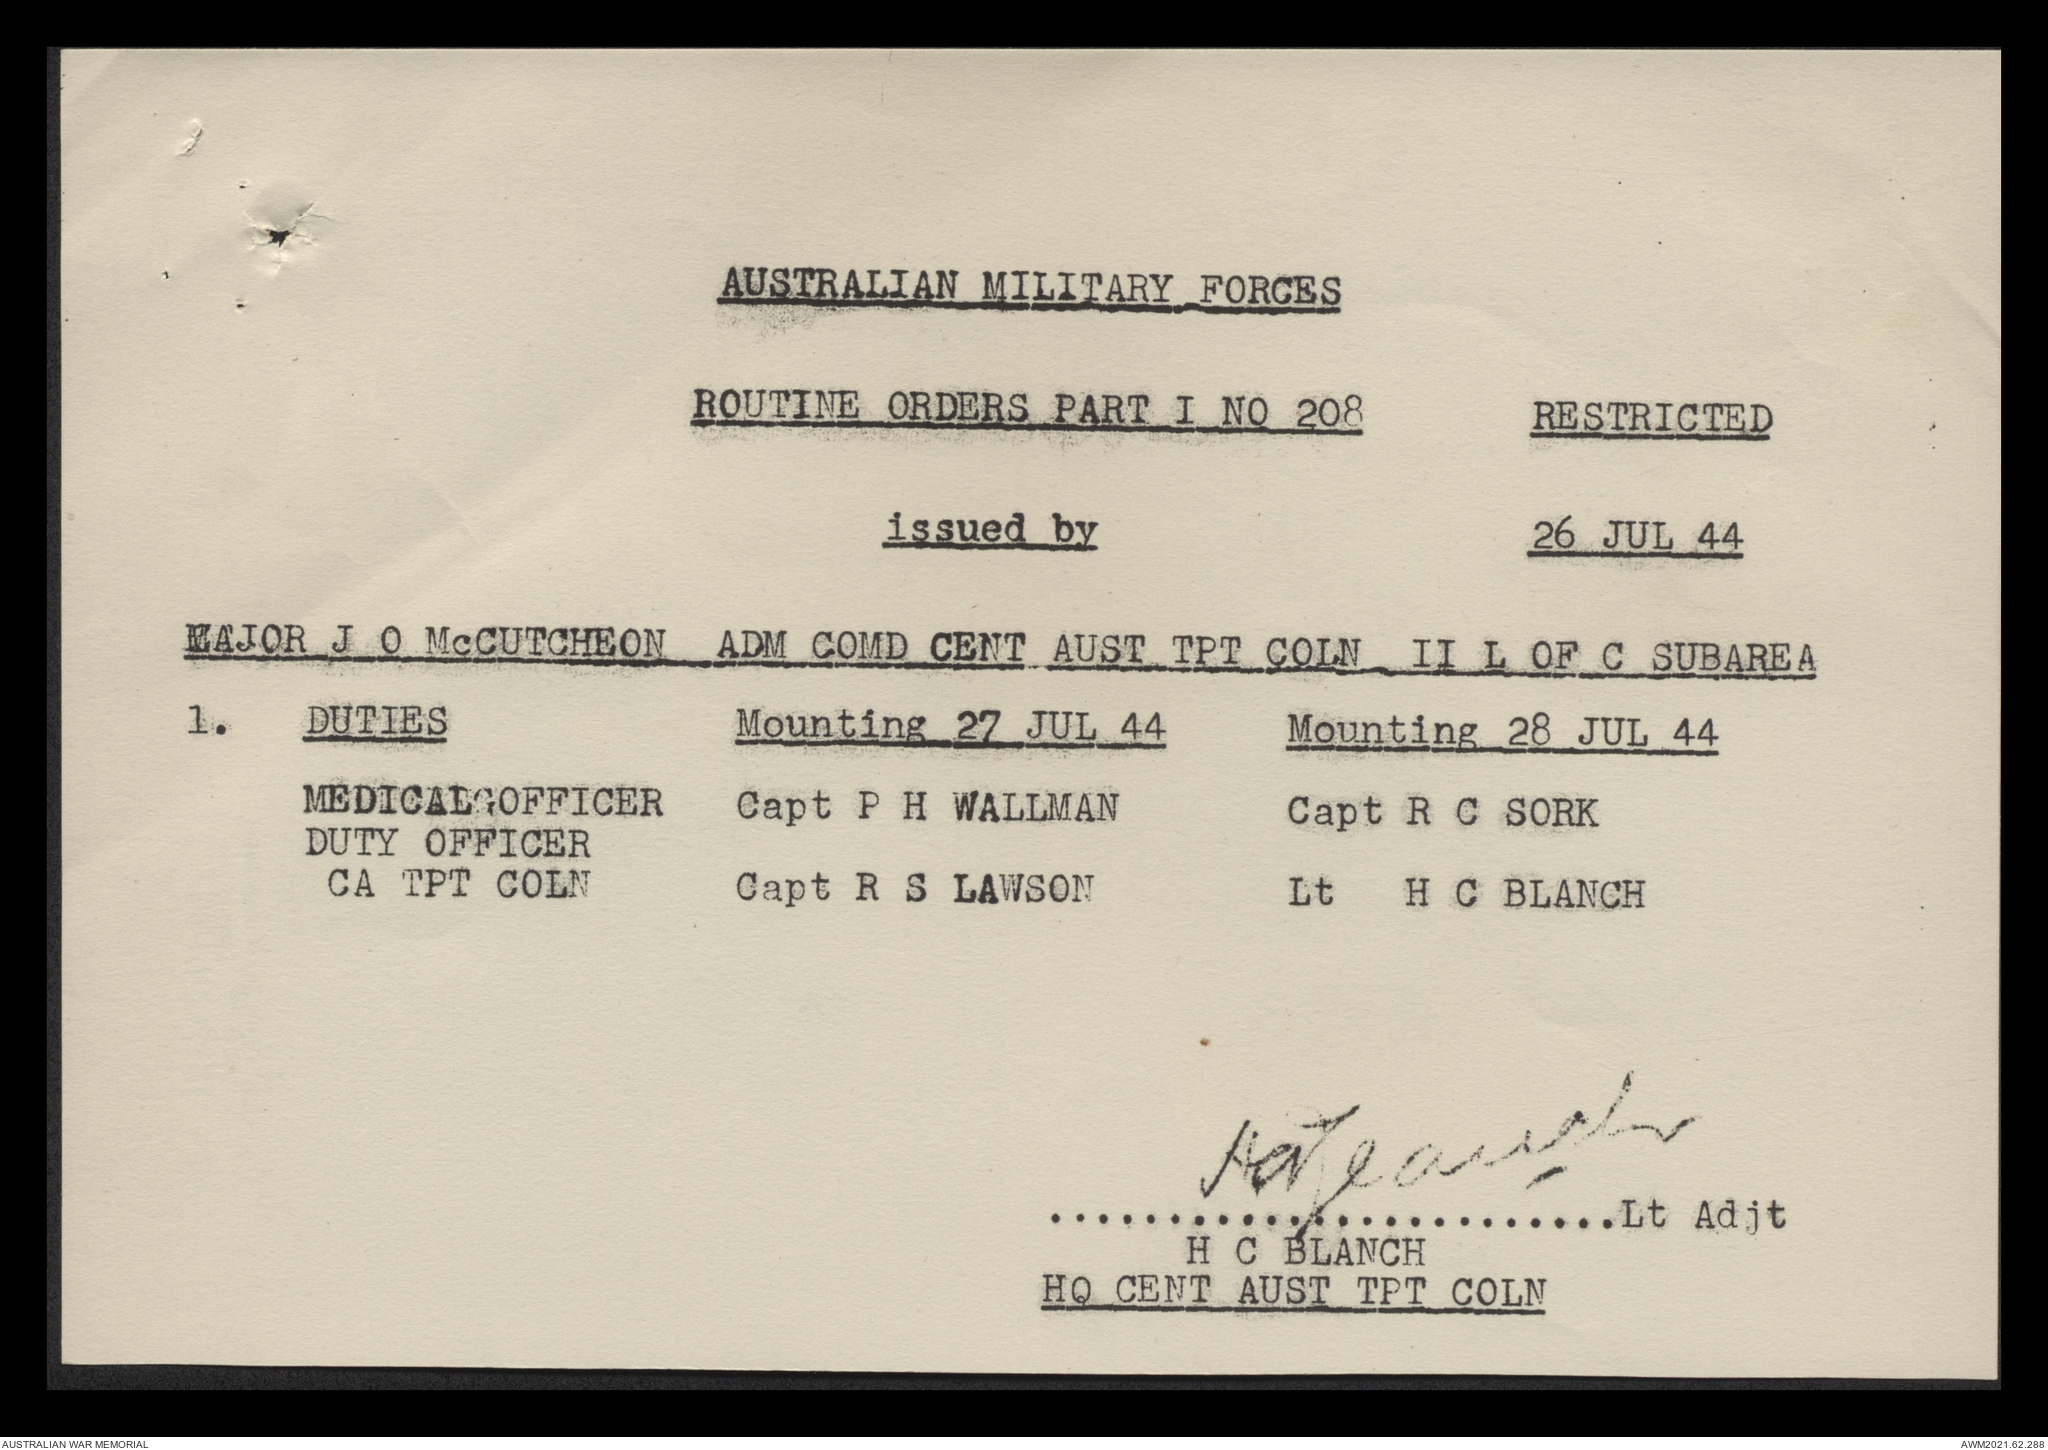 AUSTRALIAN MILITARY FORCES
ROUTINE ORDERS PART I NO 208 RESTRICTED
issued by 26 JUL 44
MAJOR J O McCUTCHEON ADM COMD CENT AUST TPT COLN II L OF C SUBAREA
1. DUTIES Mounting 27 JUL 44 Mounting 28 JUL 44
MEDICAL OFFICER Capt P H WALLMAN Capt R C SORK
DUTY OFFICER
CA TPT COLN Capt R S LAWSON Lt H C BLANCH
..........................Lt Adjt
H C BLANCH
HQ CENT AUST TPT COLN
AUSTRALIAN WAR MEMORIAL AWM2021.62.288